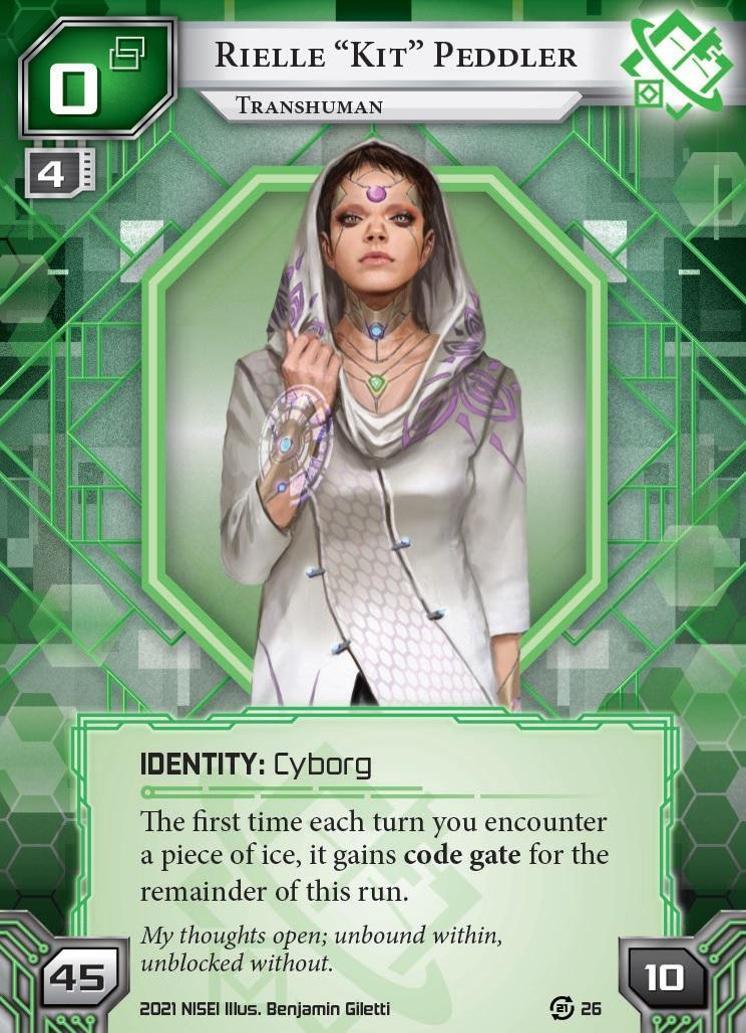 0
RIELLE “KIT” PEDDLER
TRANSHUMAN
4
IDENTITY: Cyborg
The first time each turn you encounter
a piece of ice, it gains code gate for the
remainder of this run.
My thoughts open; unbound within,
unblocked without.
45
10
2021 NISEI Illus. Benjamin Giletti
21 26